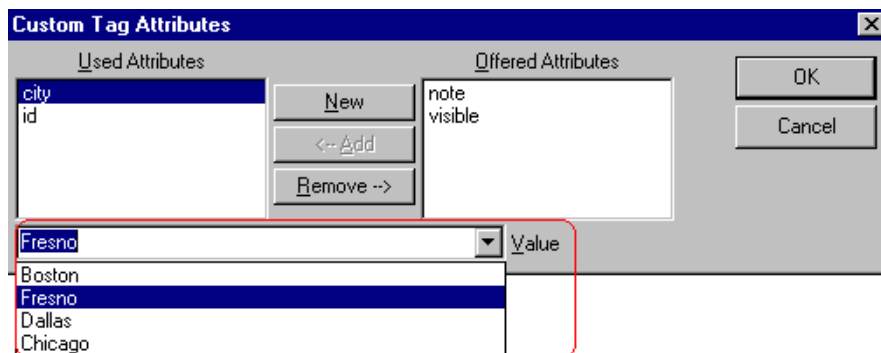 Custom Tag Attributes
Used Attributes
Offered Attributes
city
id
New
<-- Add
Remove -->
note
visible
OK
Cancel
Fresno
Value
Boston
Fresno
Dallas
Chicago